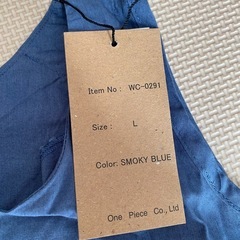 Item No : WC-0291
Size : L
Color: SMOKY BLUE
One Piece Co., Ltd